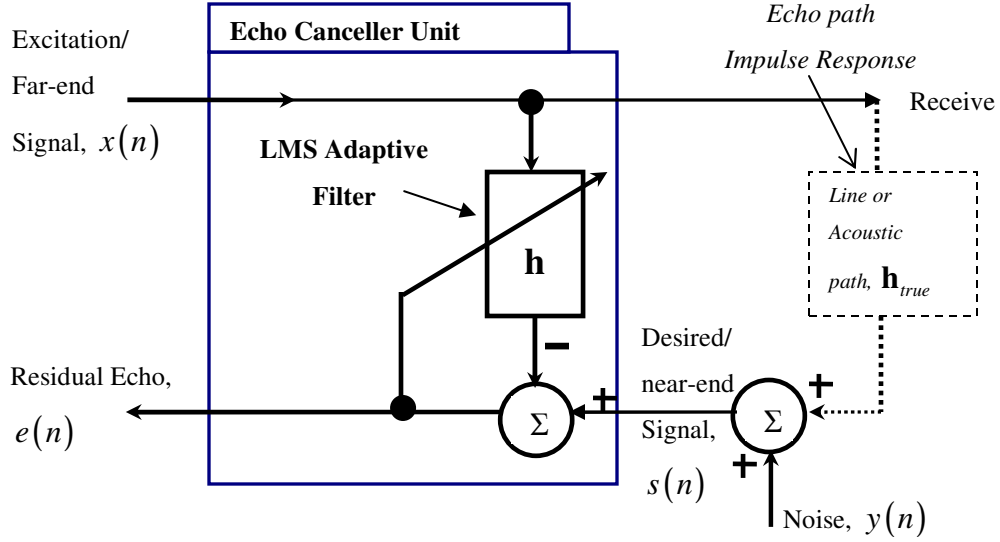 Echo Canceller Unit
Echo path
Impulse Response
Excitation/
Far-end
Signal, x(n)
Receive
LMS Adaptive
Filter
h
Line or
Acoustic
path, h_true
−
Desired/
near-end
Signal,
s(n)
+
+
+
Σ
Σ
Residual Echo,
e(n)
Noise, y(n)